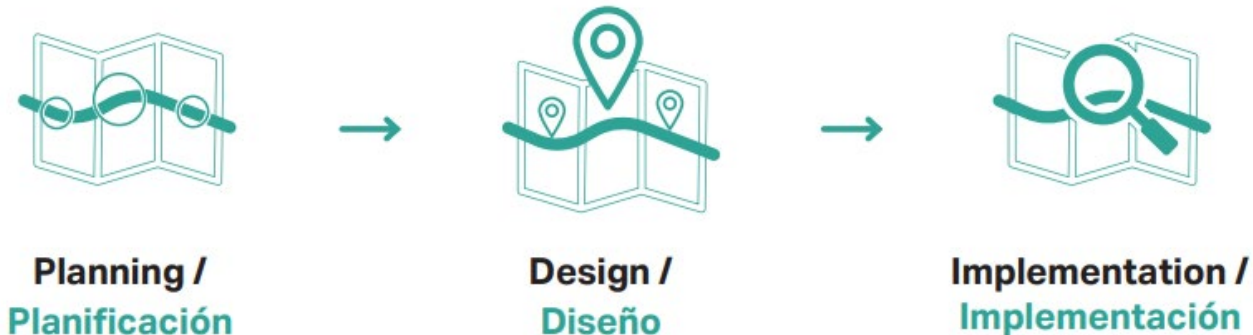 Planning /
Planificación
Design /
Diseño
Implementation /
Implementación